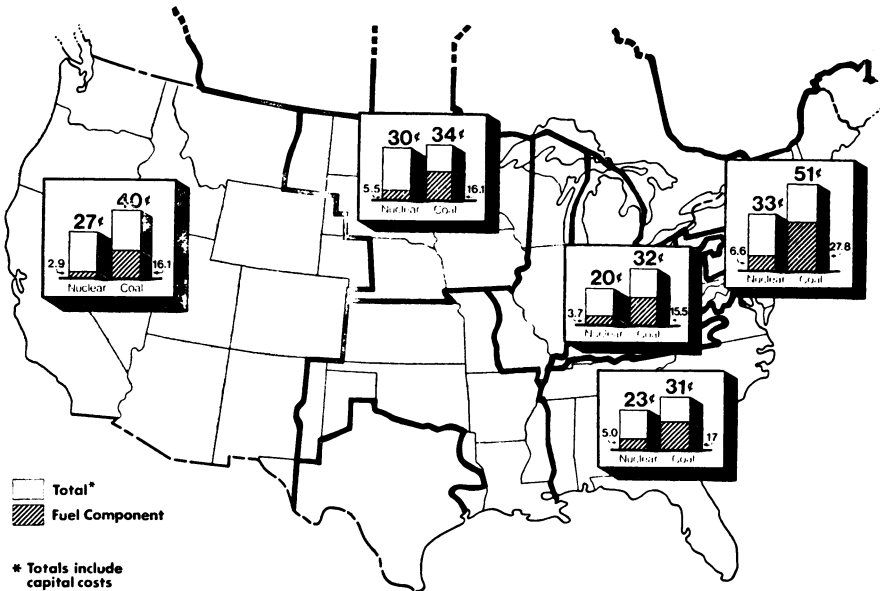 30¢ 34¢
5.5 16.1
Nuclear Coal
51¢
33¢
6.6 27.8
Nuclear Coal
40¢
27¢
2.9 16.1
Nuclear Coal
32¢
20¢
3.7 15.5
Nuclear Coal
31¢
23¢
5.0 17
Nuclear Coal
Total*
Fuel Component
* Totals include
capital costs